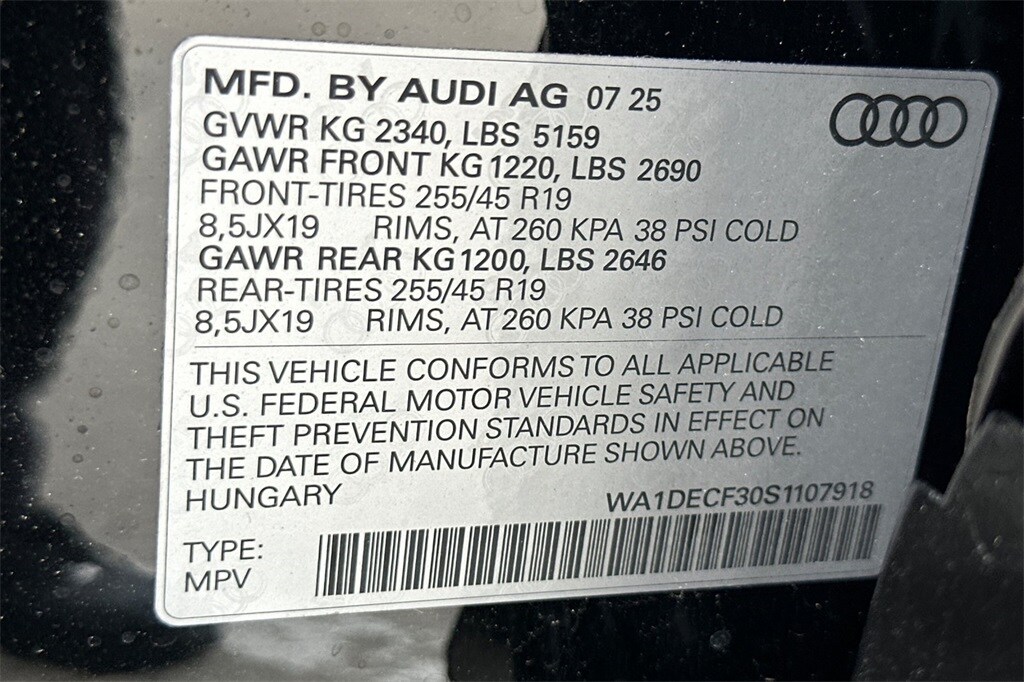 MFD. BY AUDI AG 07 25
GVWR KG 2340, LBS 5159
GAWR FRONT KG 1220, LBS 2690
FRONT-TIRES 255/45 R19
8,5JX19 RIMS, AT 260 KPA 38 PSI COLD
GAWR REAR KG 1200, LBS 2646
REAR-TIRES 255/45 R19
8,5JX19 RIMS, AT 260 KPA 38 PSI COLD
THIS VEHICLE CONFORMS TO ALL APPLICABLE
U.S. FEDERAL MOTOR VEHICLE SAFETY AND
THEFT PREVENTION STANDARDS IN EFFECT ON
THE DATE OF MANUFACTURE SHOWN ABOVE.
HUNGARY WA1DECF30S1107918
TYPE:
MPV